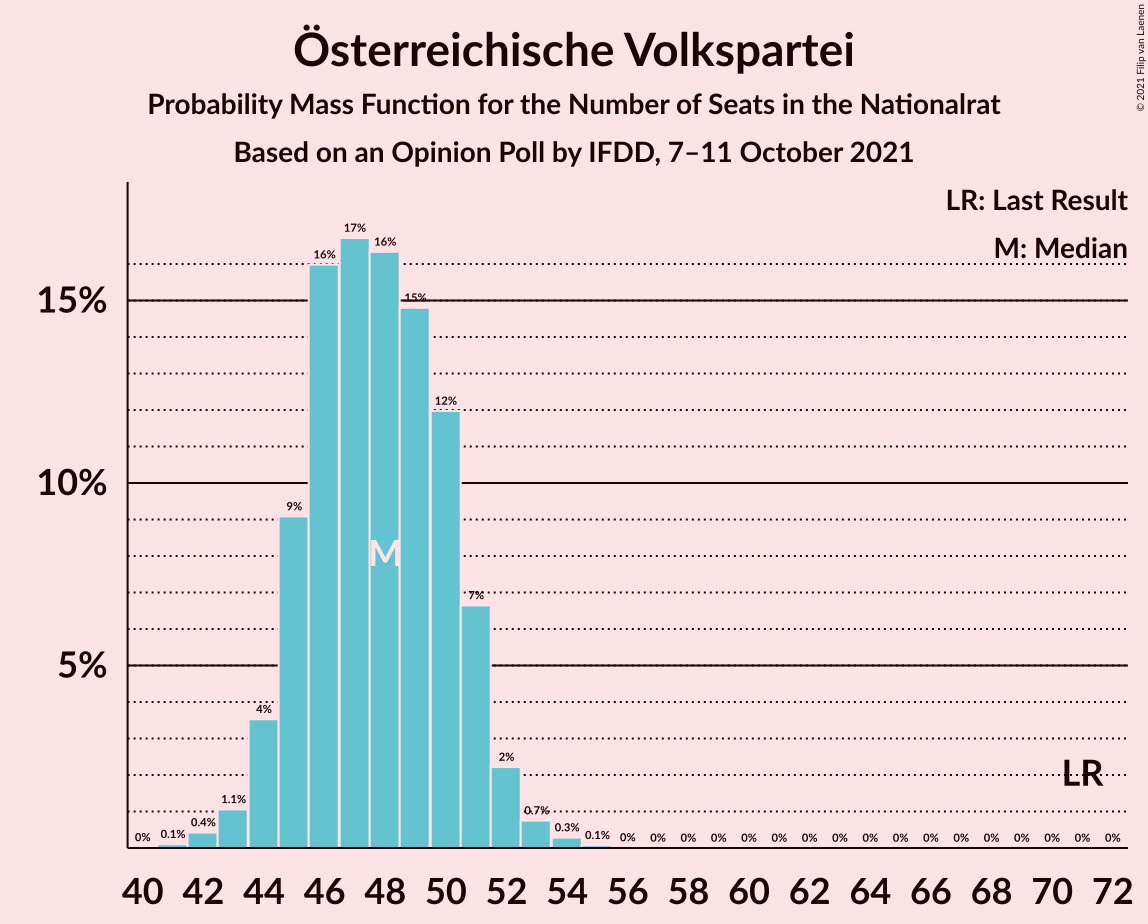 Österreichische Volkspartei
Probability Mass Function for the Number of Seats in the Nationalrat
Based on an Opinion Poll by IFDD, 7–11 October 2021
© 2021 Filip van Laenen
LR: Last Result
M: Median
15%
10%
5%
0% 0.1% 0.4% 1.1% 4% 9% 16% 17% 16% 15% 12% 7% 2% 0.7% 0.3% 0.1% 0% 0% 0% 0% 0% 0% 0% 0% 0% 0% 0% 0% 0% 0% 0% 0% 0%
M
LR
40 42 44 46 48 50 52 54 56 58 60 62 64 66 68 70 72